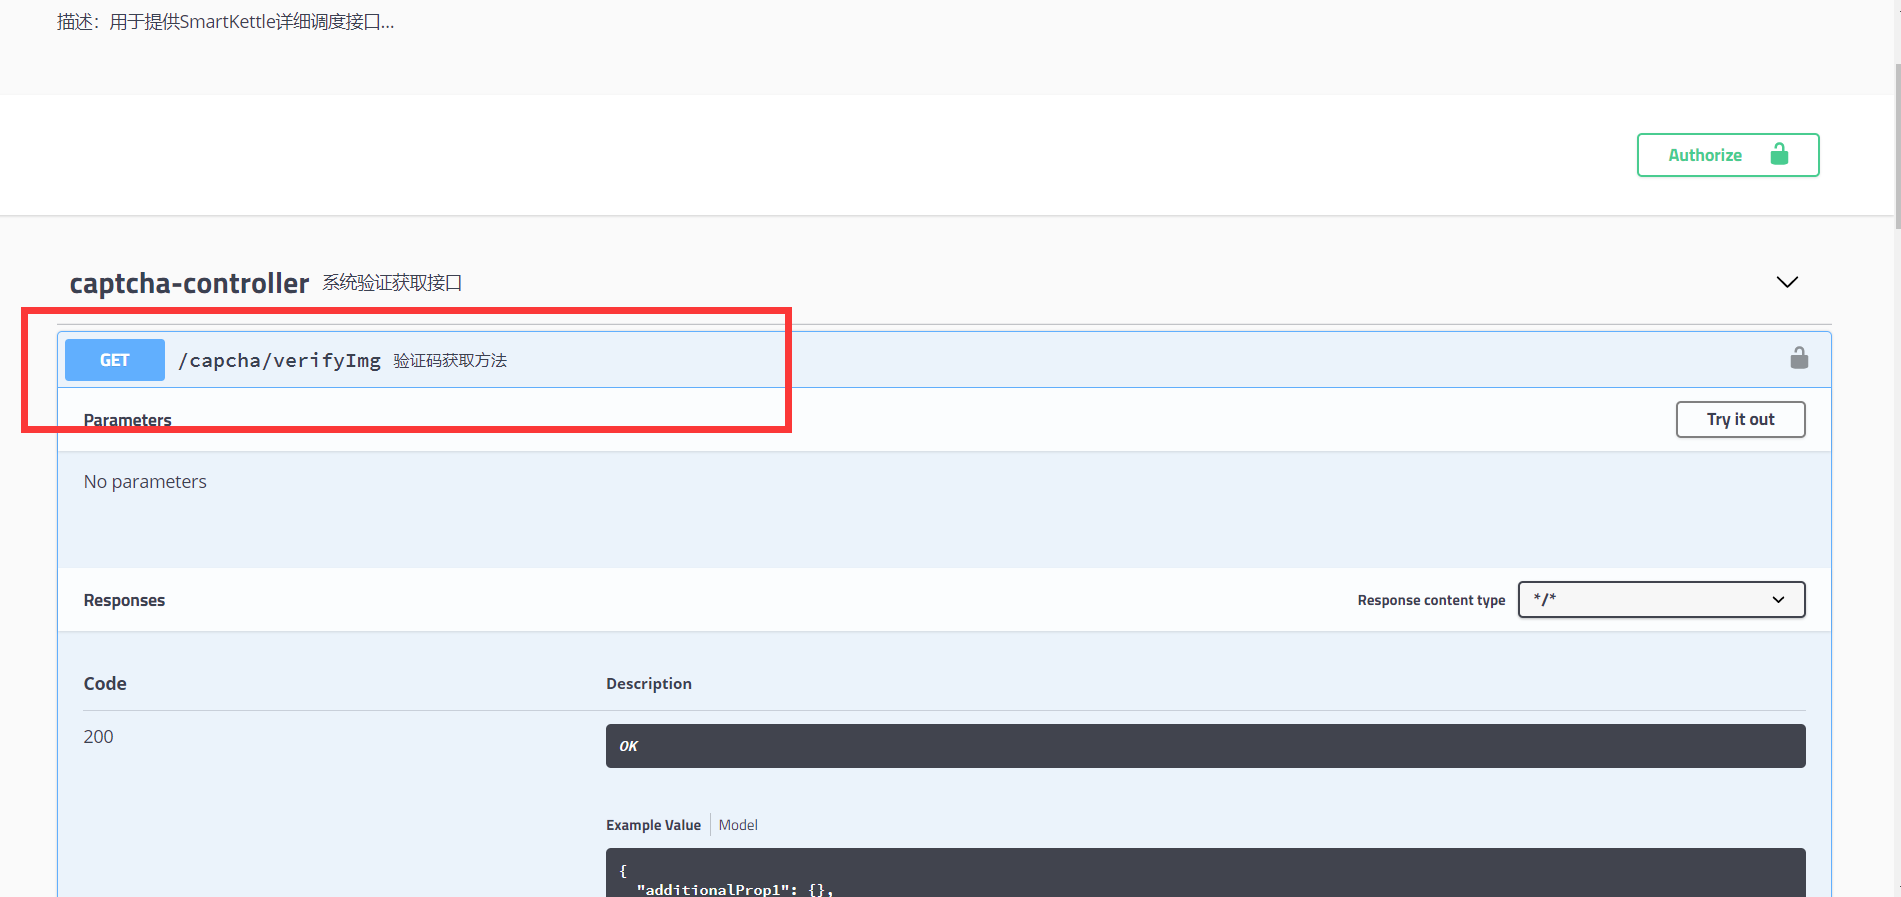 描述：用于提供SmartKettle详细调度接口...
Authorize
captcha-controller 系统验证获取接口
GET /capcha/verifyImg 验证码获取方法
Parameters Try it out
No parameters
Responses Response content type */*
Code Description
200 OK
Example Value Model
{
"additionalProp1": {},